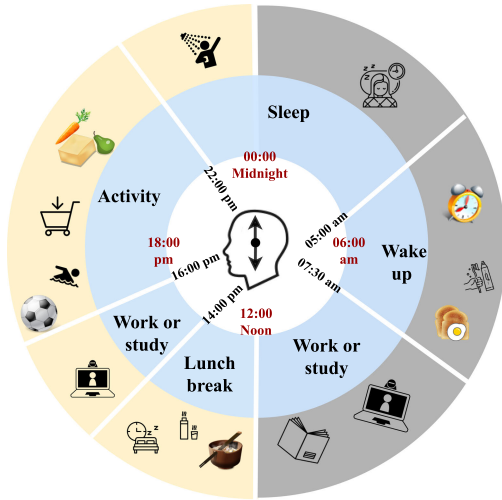 Sleep
00:00
Midnight
22:00 pm
05:00 am
Activity
18:00
pm
06:00
am
Wake
up
16:00 pm
07:30 am
14:00 pm
12:00
Noon
Work or
study
Work or
study
Lunch
break
z
z
z
z
z
z